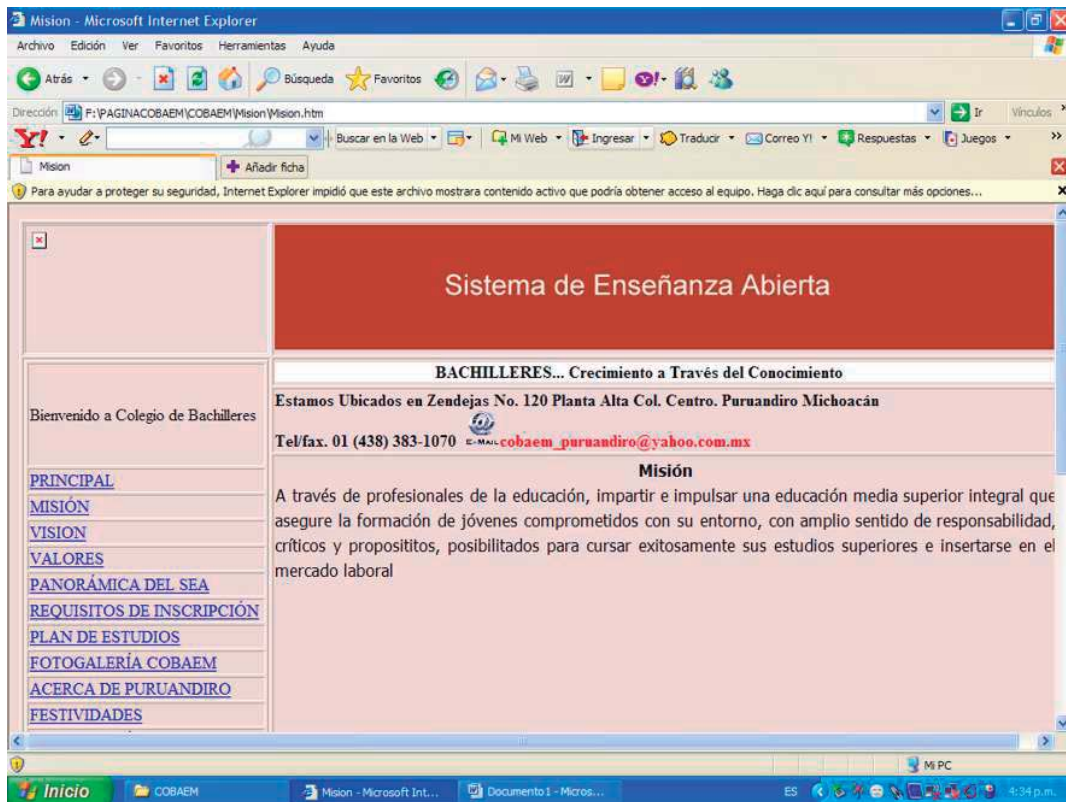 Mision - Microsoft Internet Explorer
Archivo Edición Ver Favoritos Herramientas Ayuda
Atrás Búsqueda Favoritos
Dirección F:\PAGINACOBAEM\COBAEM\Mision\Mision.htm Ir Vínculos
Y! Buscar en la Web Mi Web Ingresar Traducir Correo Y! Respuestas Juegos
Mision Añadir ficha
Para ayudar a proteger su seguridad, Internet Explorer impidió que este archivo mostrara contenido activo que podría obtener acceso al equipo. Haga clic aquí para consultar más opciones...
Sistema de Enseñanza Abierta
BACHILLERES... Crecimiento a Través del Conocimiento
Bienvenido a Colegio de Bachilleres
Estamos Ubicados en Zendejas No. 120 Planta Alta Col. Centro. Puruandiro Michoacán
Tel/fax. 01 (438) 383-1070 E-MAIL cobaem_puruandiro@yahoo.com.mx
PRINCIPAL
MISIÓN
VISION
VALORES
PANORÁMICA DEL SEA
REQUISITOS DE INSCRIPCIÓN
PLAN DE ESTUDIOS
FOTOGALERÍA COBAEM
ACERCA DE PURUANDIRO
FESTIVIDADES
Misión
A través de profesionales de la educación, impartir e impulsar una educación media superior integral que
asegure la formación de jóvenes comprometidos con su entorno, con amplio sentido de responsabilidad,
críticos y proposititos, posibilitados para cursar exitosamente sus estudios superiores e insertarse en el
mercado laboral
Mi PC
Inicio COBAEM Mision - Microsoft Int... Documento1 - Micros... ES 4:34 p.m.